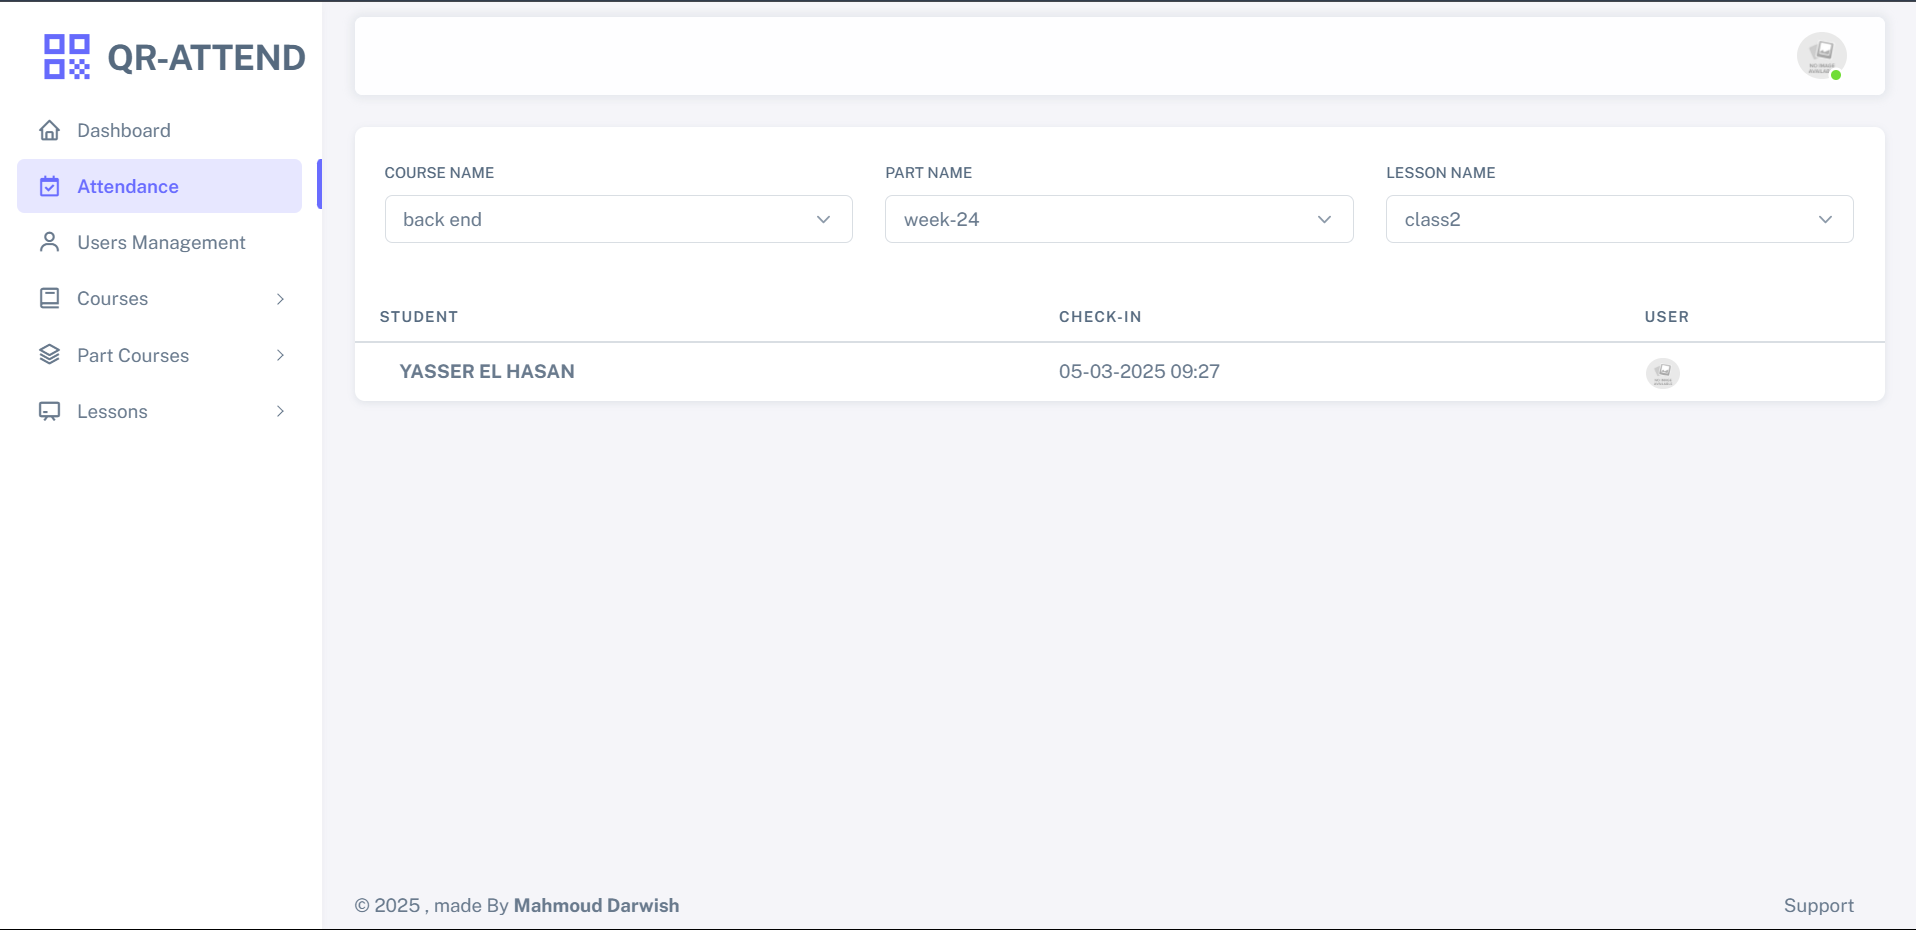 QR-ATTEND
Dashboard
Attendance
Users Management
Courses
Part Courses
Lessons
COURSE NAME
back end
PART NAME
week-24
LESSON NAME
class2
STUDENT CHECK-IN USER
YASSER EL HASAN 05-03-2025 09:27
© 2025 , made By Mahmoud Darwish
Support